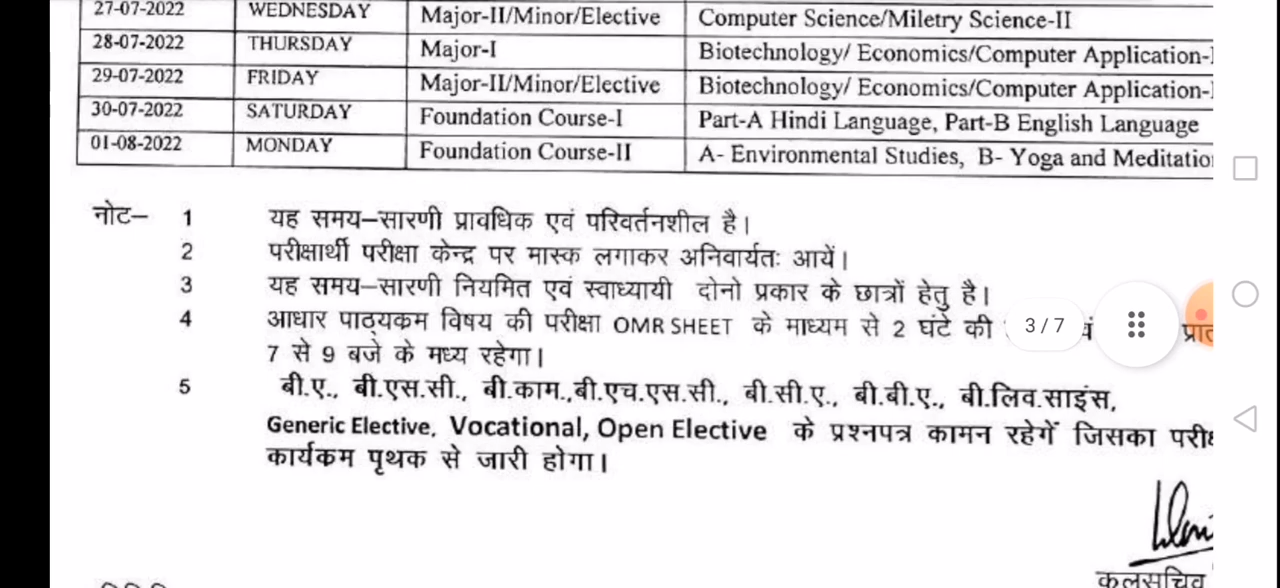 27-07-2022 WEDNESDAY Major-II/Minor/Elective Computer Science/Miletry Science-II
28-07-2022 THURSDAY Major-I Biotechnology/ Economics/Computer Application-
29-07-2022 FRIDAY Major-II/Minor/Elective Biotechnology/ Economics/Computer Application-
30-07-2022 SATURDAY Foundation Course-I Part-A Hindi Language, Part-B English Language
01-08-2022 MONDAY Foundation Course-II A- Environmental Studies, B- Yoga and Meditatio
नोट– 1 यह समय–सारणी प्रावधिक एवं परिवर्तनशील है।
2 परीक्षार्थी परीक्षा केन्द्र पर मास्क लगाकर अनिवार्यतः आयें।
3 यह समय–सारणी नियमित एवं स्वाध्यायी दोनो प्रकार के छात्रों हेतु है।
4 आधार पाठ्यकम विषय की परीक्षा OMR SHEET के माध्यम से 2 घंटे की
3/7
7 से 9 बजे के मध्य रहेगा।
5 बी.ए., बी.एस.सी., बी.काम.,बी.एच.एस.सी., बी.सी.ए., बी.बी.ए., बी.लिव.साइंस,
Generic Elective, Vocational, Open Elective के प्रश्नपत्र कामन रहेगें जिसका
कार्यकम पृथक से जारी होगा।
कुलसचिव